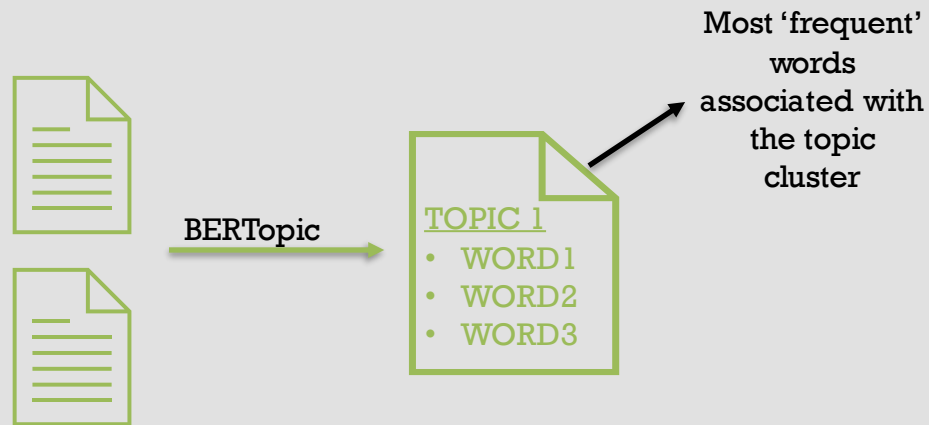 Most ‘frequent’
words
associated with
the topic
cluster
BERTopic
TOPIC 1
• WORD1
• WORD2
• WORD3